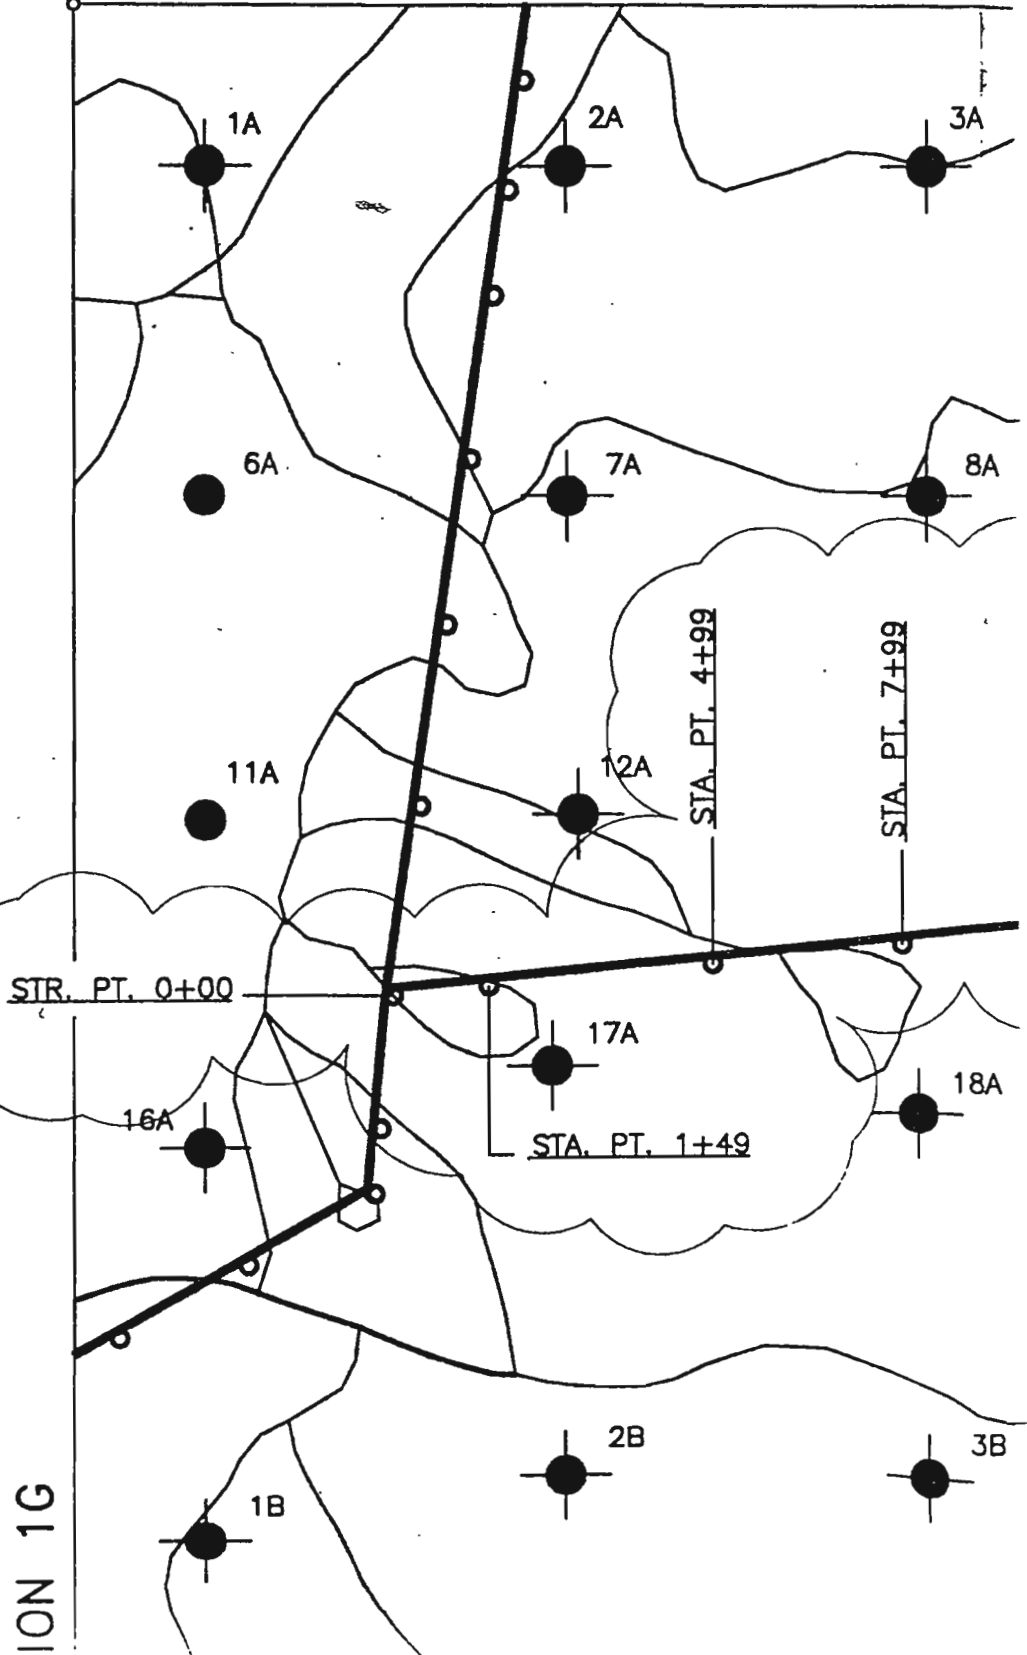 1A
2A
3A
6A
7A
8A
STA. PT. 4+99
STA. PT. 7+99
11A
12A
STR. PT. 0+00
17A
18A
16A
STA. PT. 1+49
2B
3B
1B
ION 1G